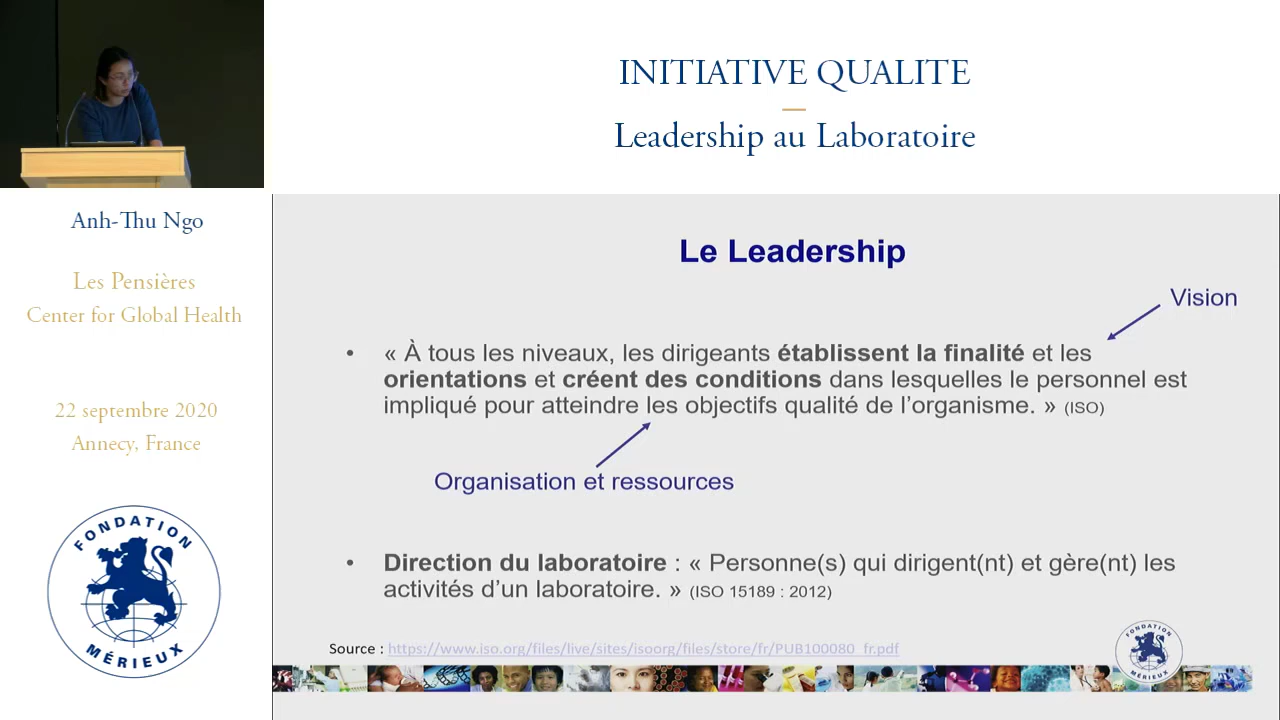 INITIATIVE QUALITE
Leadership au Laboratoire
Anh-Thu Ngo
Les Pensières
Center for Global Health
22 septembre 2020
Annecy, France
FONDATION
MÉRIEUX
Le Leadership
Vision
• « À tous les niveaux, les dirigeants établissent la finalité et les
orientations et créent des conditions dans lesquelles le personnel est
impliqué pour atteindre les objectifs qualité de l’organisme. » (ISO)
Organisation et ressources
• Direction du laboratoire : « Personne(s) qui dirigent(nt) et gère(nt) les
activités d’un laboratoire. » (ISO 15189 : 2012)
Source : https://www.iso.org/files/live/sites/isoorg/files/store/fr/PUB100080_fr.pdf
FONDATION
MÉRIEUX